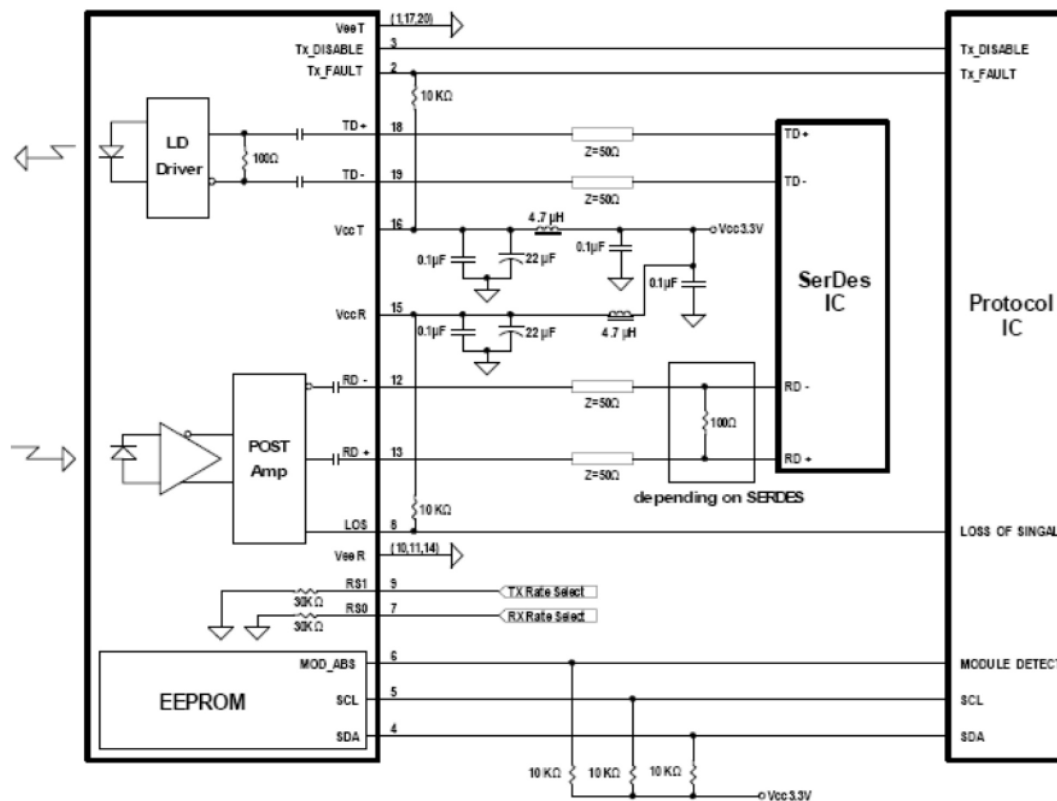 VeeT (1,17,20)
Tx_DISABLE 3 Tx_DISABLE
Tx_FAULT 2 Tx_FAULT
10 KΩ
TD+ 18 TD+
LD
Driver
100Ω
Z=50Ω
TD- 19 TD-
Z=50Ω
VccT 16
4.7 µH
Vcc3.3V
0.1µF
22 µF
0.1µF
0.1µF
SerDes
IC
Protocol
IC
VccR 15
0.1µF
22 µF
4.7 µH
RD - 12 RD -
Z=50Ω
100Ω
POST
Amp
RD + 13 RD +
Z=50Ω
depending on SERDES
10 KΩ
LOS 8 LOSS OF SINGAL
VeeR (10,11,14)
RS1 9 TX Rate Select
30KΩ
RS0 7 RX Rate Select
30KΩ
MOD_ABS 6 MODULE DETECT
EEPROM
SCL 5 SCL
SDA 4 SDA
10 KΩ 10 KΩ 10 KΩ
Vcc3.3V